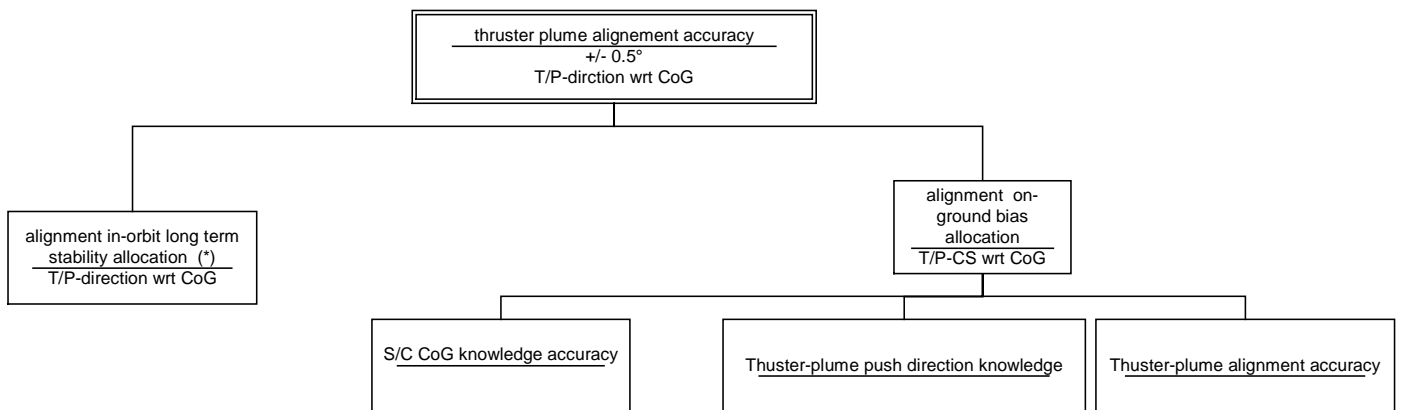 thruster plume alignement accuracy
+/- 0.5°
T/P-dirction wrt CoG
alignment in-orbit long term
stability allocation (*)
T/P-direction wrt CoG
alignment on-
ground bias
allocation
T/P-CS wrt CoG
S/C CoG knowledge accuracy
Thuster-plume push direction knowledge
Thuster-plume alignment accuracy